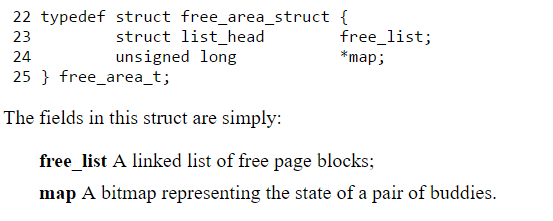 22 typedef struct free_area_struct {
23         struct list_head        free_list;
24         unsigned long           *map;
25 } free_area_t;
The fields in this struct are simply:
free_list A linked list of free page blocks;
map A bitmap representing the state of a pair of buddies.